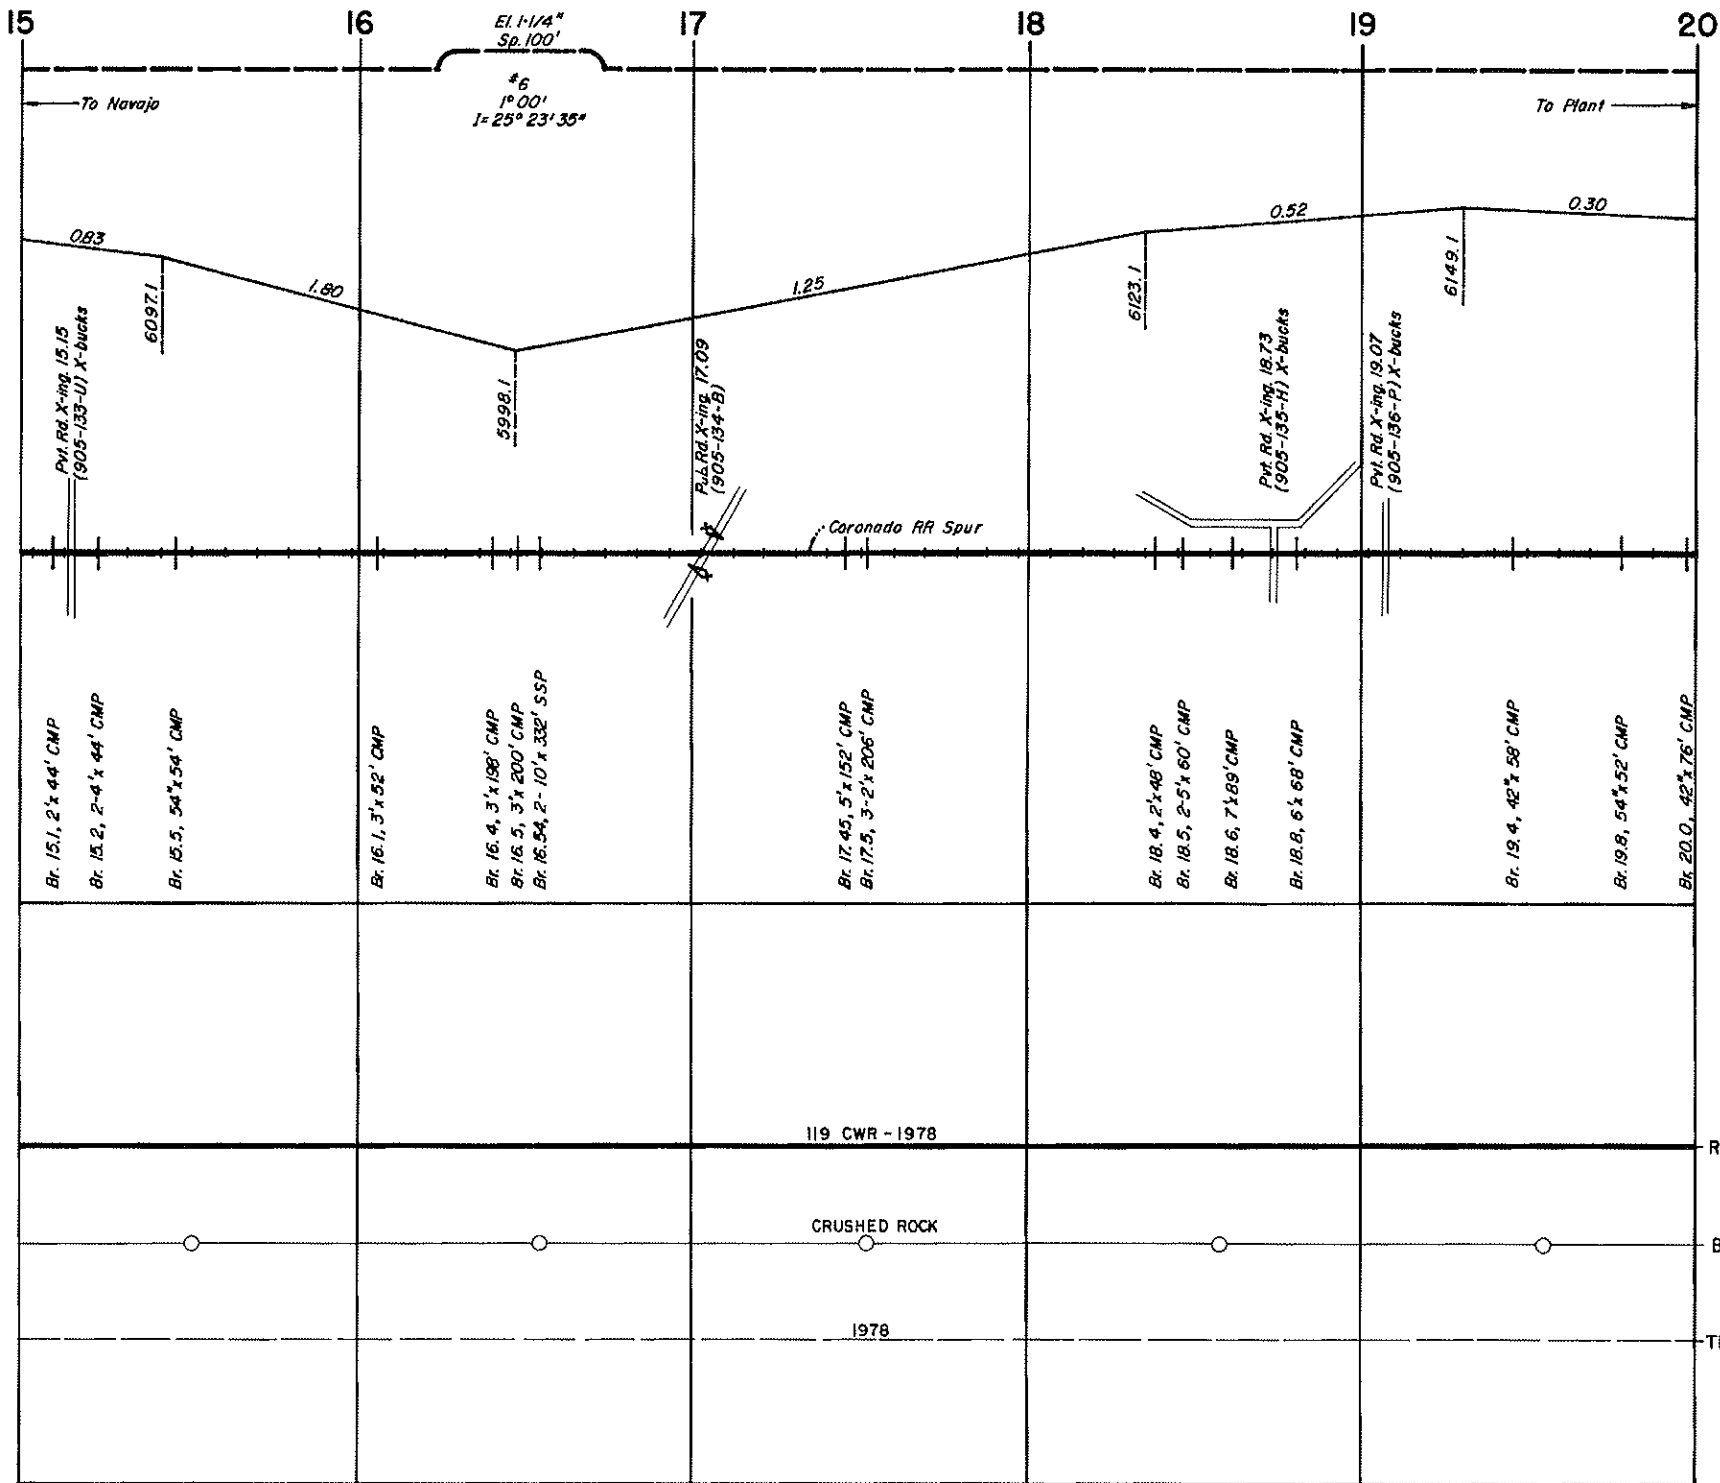 15
16
17
18
19
20
El. 1-1/4"
Sp. 100'
#6
1° 00'
I= 25° 23' 35"
To Navajo
To Plant
0.83
1.80
1.25
0.52
0.30
6097.1
5998.1
6123.1
6149.1
Pvt. Rd. X-ing. 15.15
(905-133-U) X-bucks
Pub. Rd. X-ing. 17.09
(905-134-B)
Pvt. Rd. X-ing. 18.73
(905-135-H) X-bucks
Pvt. Rd. X-ing. 19.07
(905-136-P) X-bucks
Coronado RR Spur
Br. 15.1, 2'x 44' CMP
Br. 15.2, 2-4'x 44' CMP
Br. 15.5, 54"x 54' CMP
Br. 16.1, 3'x 52' CMP
Br. 16.4, 3'x 198' CMP
Br. 16.5, 3'x 200' CMP
Br. 16.54, 2-10'x 332' SSP
Br. 17.45, 5'x 152' CMP
Br. 17.5, 3-2'x 206' CMP
Br. 18.4, 2'x 48' CMP
Br. 18.5, 2-5'x 60' CMP
Br. 18.6, 7'x 89' CMP
Br. 18.8, 6'x 68' CMP
Br. 19.4, 42"x 58' CMP
Br. 19.8, 54"x 52' CMP
Br. 20.0, 42"x 76' CMP
119 CWR - 1978
R
CRUSHED ROCK
B
1978